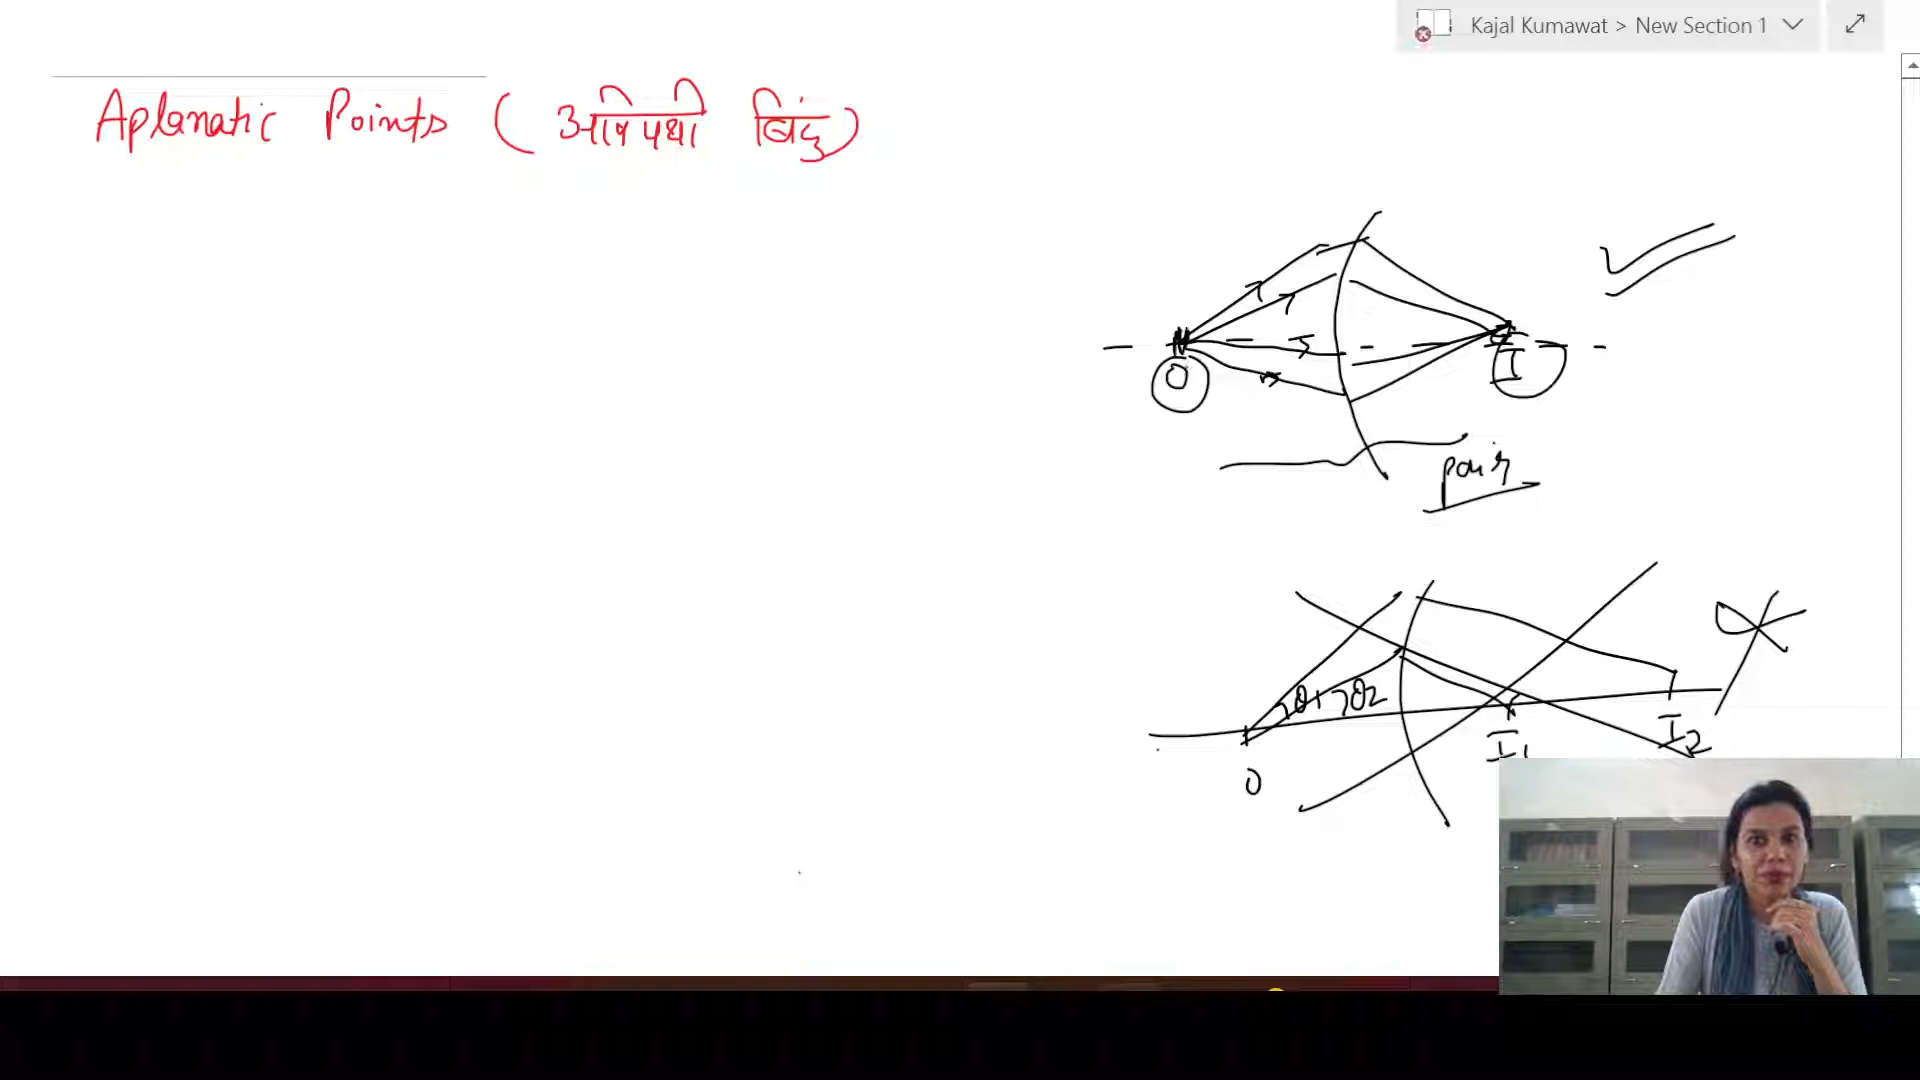 Kajal Kumawat > New Section 1
Aplanatic Points (अविपथी बिंदु)
O
I
pair
θ1 θ2
O
I1
I2